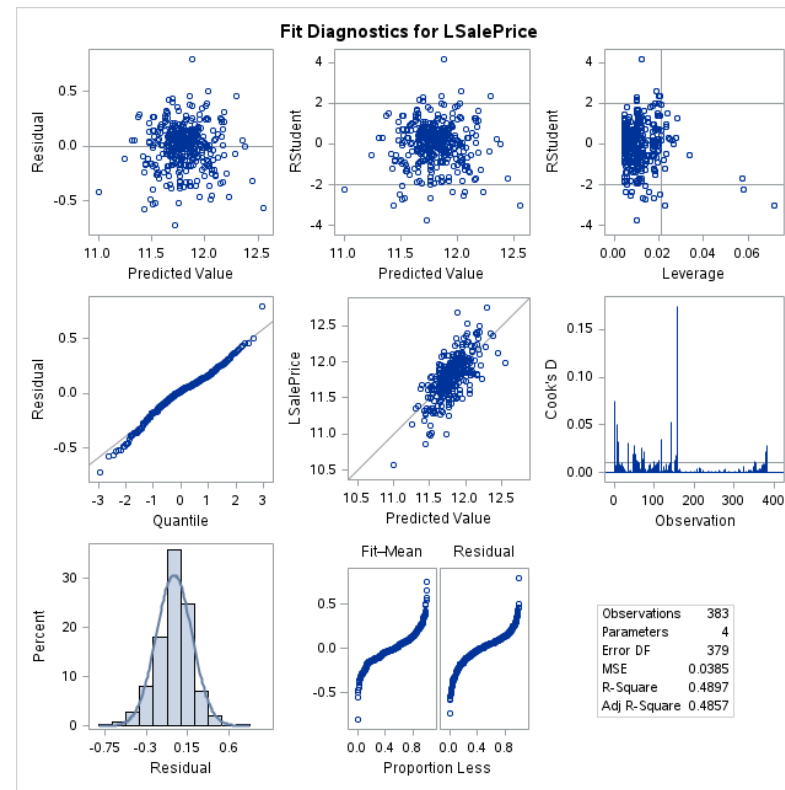 Fit Diagnostics for LSalePrice
0.5
0.0
-0.5
Residual
11.0 11.5 12.0
Predicted Value
4
2
0
-2
-4
RStudent
11.0 11.5 12.0
Predicted Value
4
2
0
-2
-4
RStudent
0.00 0.02 0.04 0.06
Leverage
0.5
0.0
-0.5
Residual
-3 -2 -1 0 1 2 3
Quantile
12.5
12.0
11.5
11.0
10.5
LSalePrice
10.5 11.0 11.5 12.0 12.5
Predicted Value
0.15
0.10
0.05
0.00
Cook's D
0 100 200 300 400
Observation
30
20
10
0
Percent
-0.75 -0.3 0.15 0.6
Residual
Fit–Mean Residual
0.5
0.0
-0.5
0.0 0.4 0.8 0.0 0.4 0.8
Proportion Less
Observations 383
Parameters 4
Error DF 379
MSE 0.0385
R-Square 0.4897
Adj R-Square 0.4857